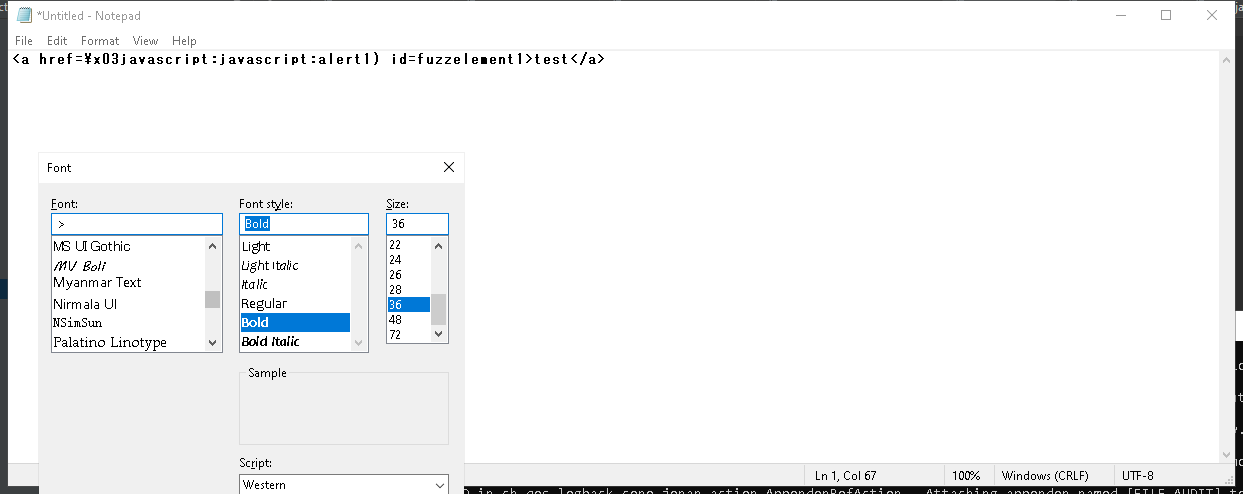 *Untitled - Notepad
File Edit Format View Help
<a href=¥x03javascript:javascript:alert1) id=fuzzelement1>test</a>
Font
Font: Font style: Size:
> Bold 36
MS UI Gothic
MV Boli
Myanmar Text
Nirmala UI
NSimSun
Palatino Linotype
Light
Light Italic
Italic
Regular
Bold
Bold Italic
22
24
26
28
36
48
72
Sample
Script:
Western
Ln 1, Col 67 100% Windows (CRLF) UTF-8